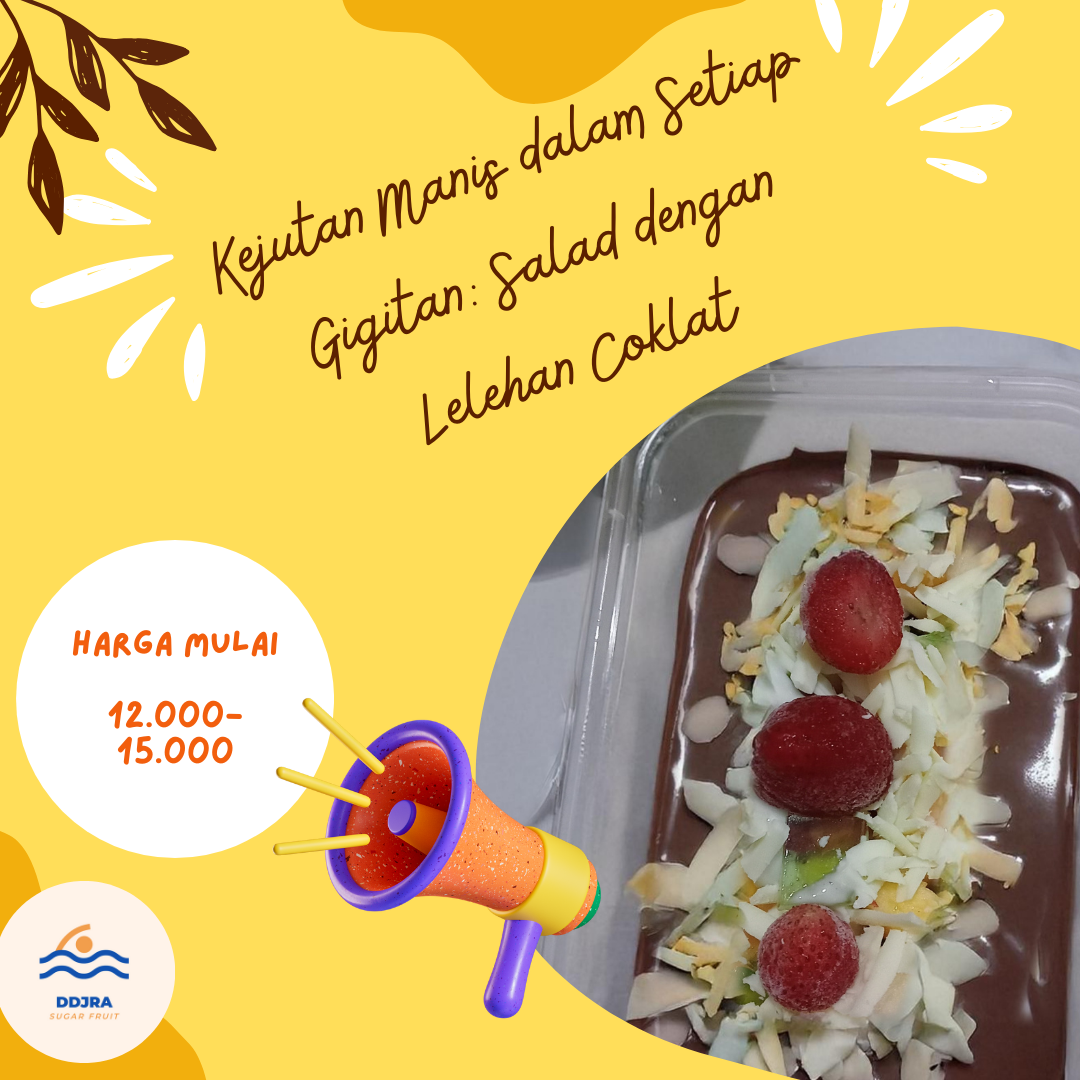 Kejutan Manis dalam Setiap
Gigitan: Salad dengan
Lelehan Coklat
HARGA MULAI
12.000-
15.000
DDJRA
SUGAR FRUIT